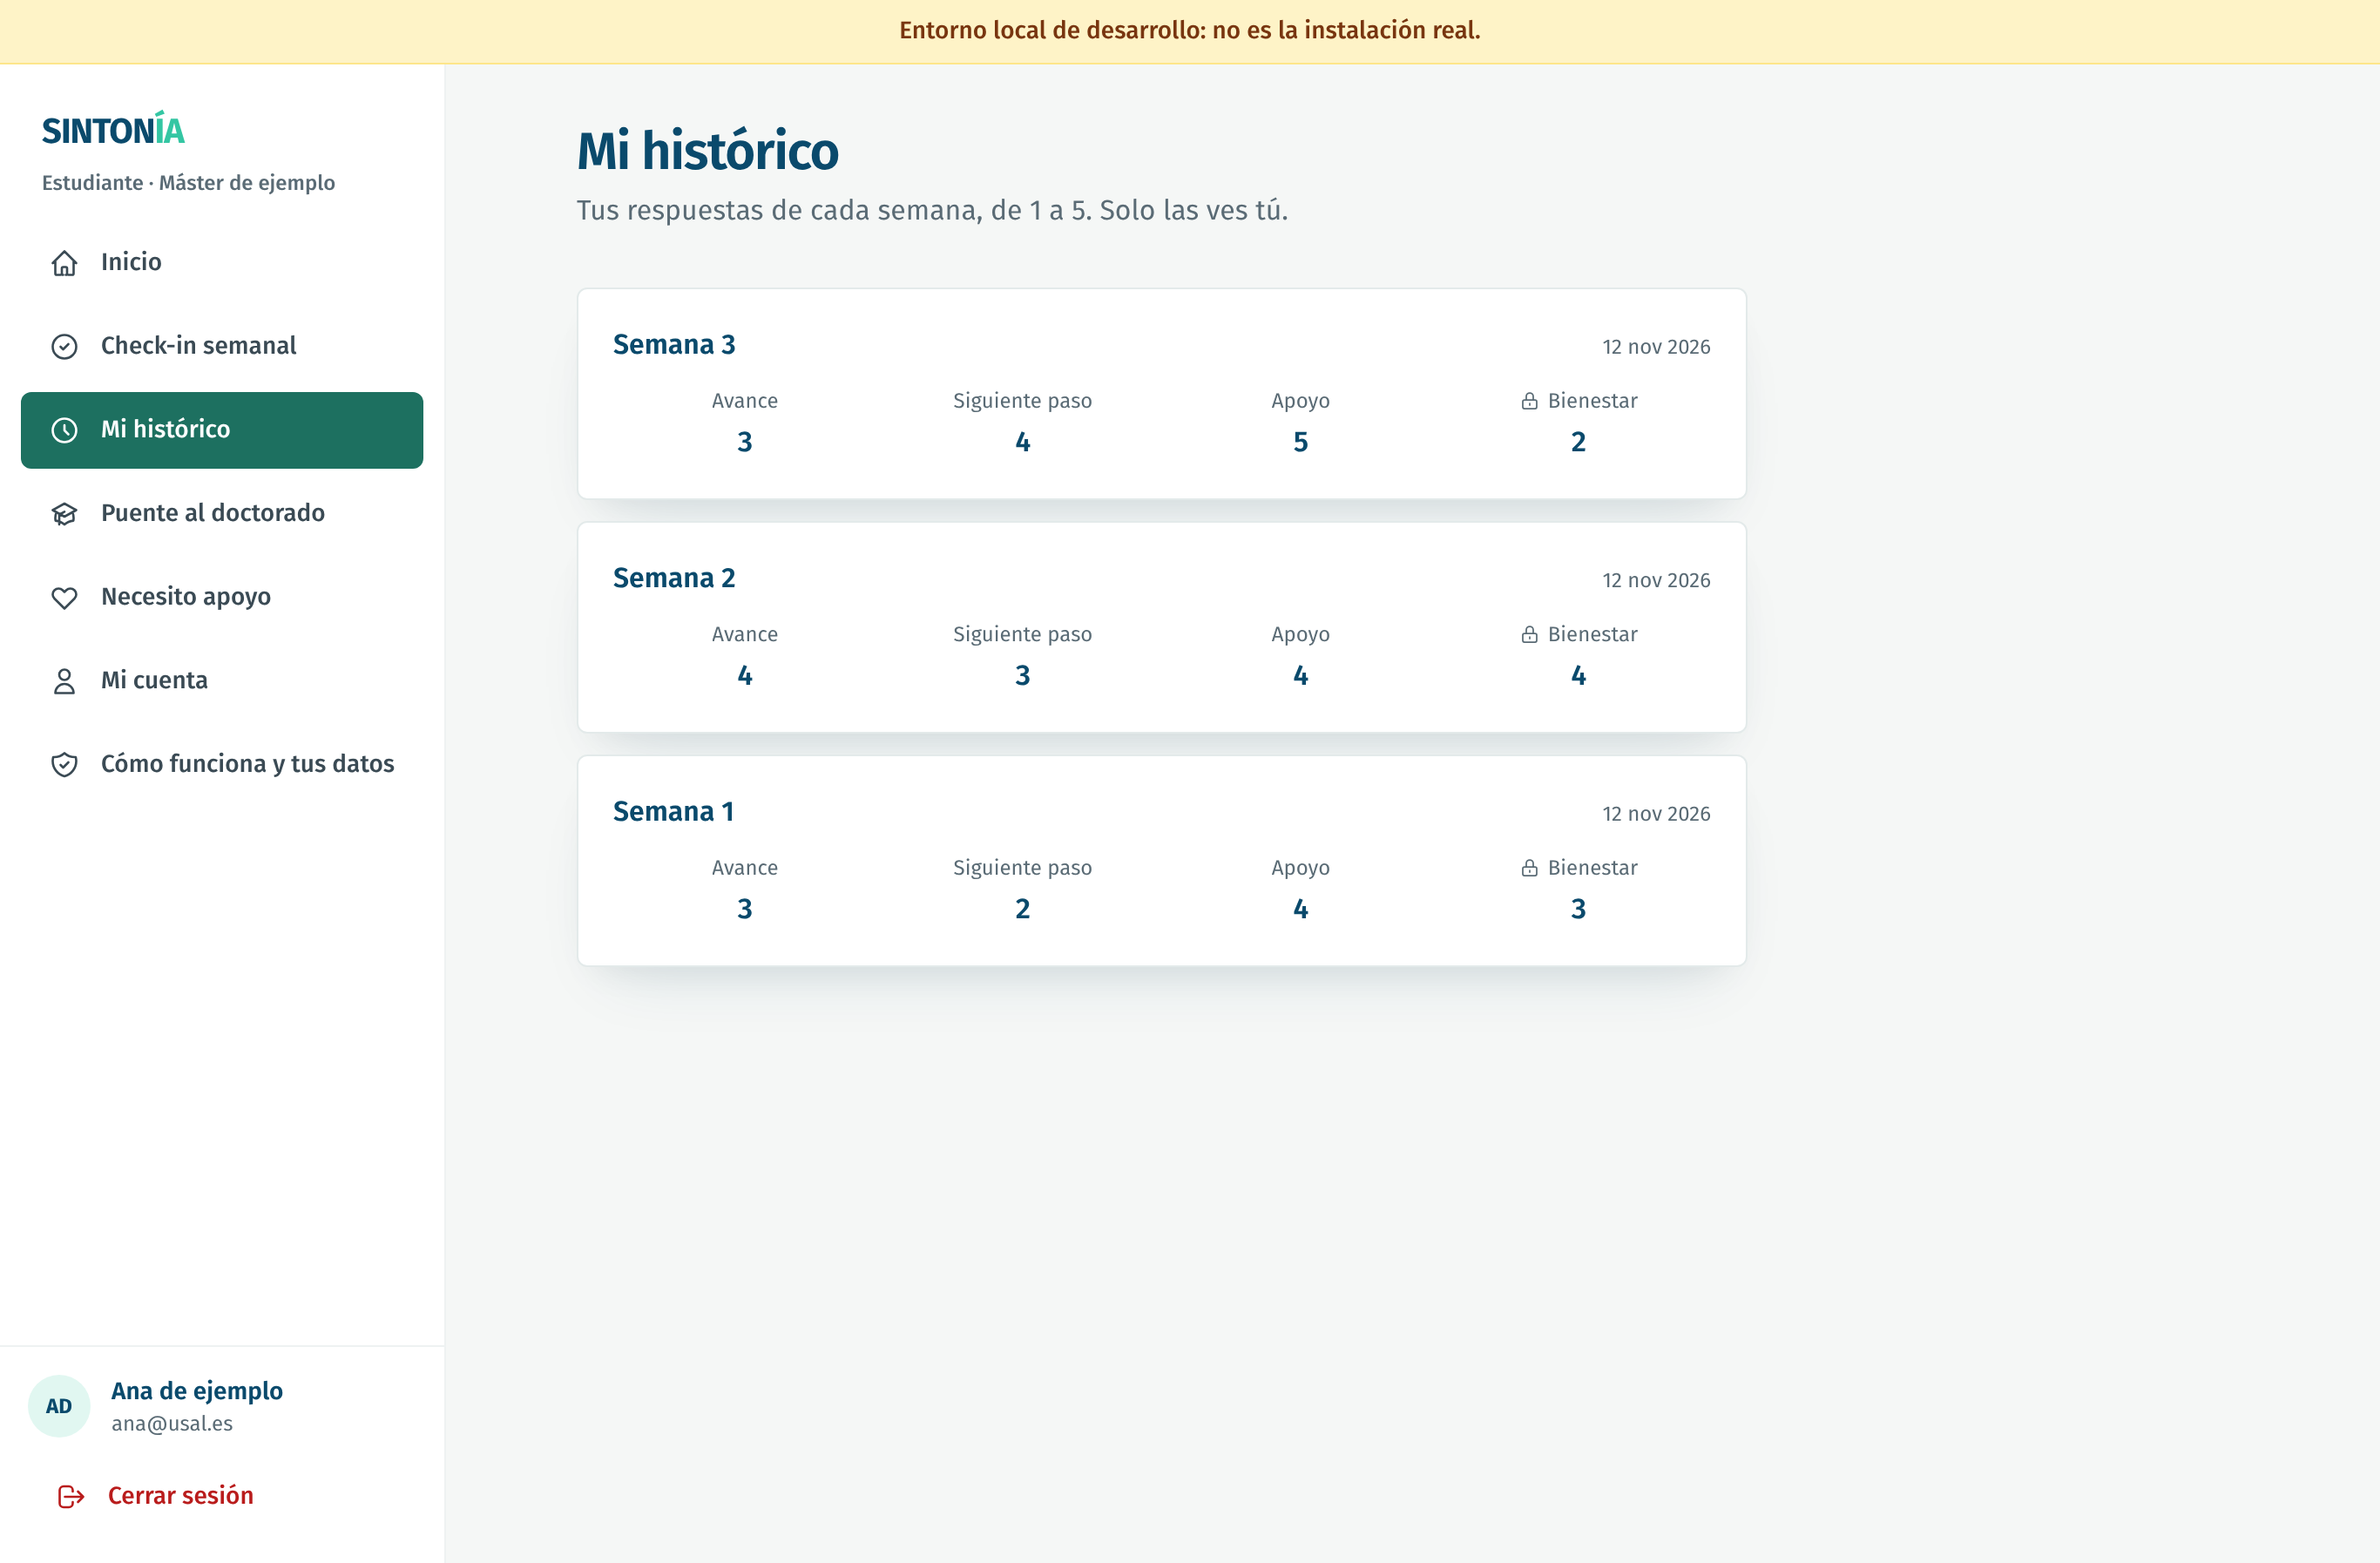 Entorno local de desarrollo: no es la instalación real.
SINTONÍA
Estudiante · Máster de ejemplo
Inicio
Check-in semanal
Mi histórico
Puente al doctorado
Necesito apoyo
Mi cuenta
Cómo funciona y tus datos
AD
Ana de ejemplo
ana@usal.es
Cerrar sesión
Mi histórico
Tus respuestas de cada semana, de 1 a 5. Solo las ves tú.
Semana 3 12 nov 2026
Avance Siguiente paso Apoyo Bienestar
3 4 5 2
Semana 2 12 nov 2026
Avance Siguiente paso Apoyo Bienestar
4 3 4 4
Semana 1 12 nov 2026
Avance Siguiente paso Apoyo Bienestar
3 2 4 3